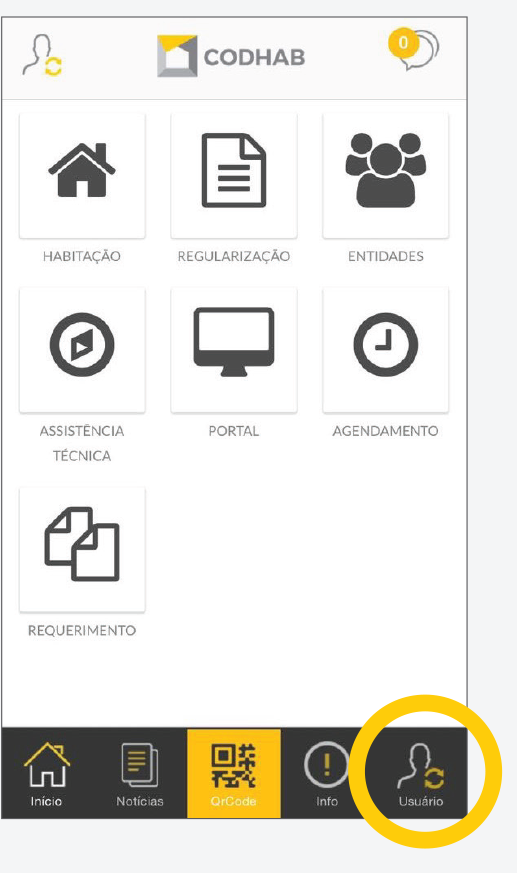 CODHAB
0
HABITAÇÃO
REGULARIZAÇÃO
ENTIDADES
ASSISTÊNCIA
TÉCNICA
PORTAL
AGENDAMENTO
REQUERIMENTO
Início
Notícias
QrCode
Info
Usuário